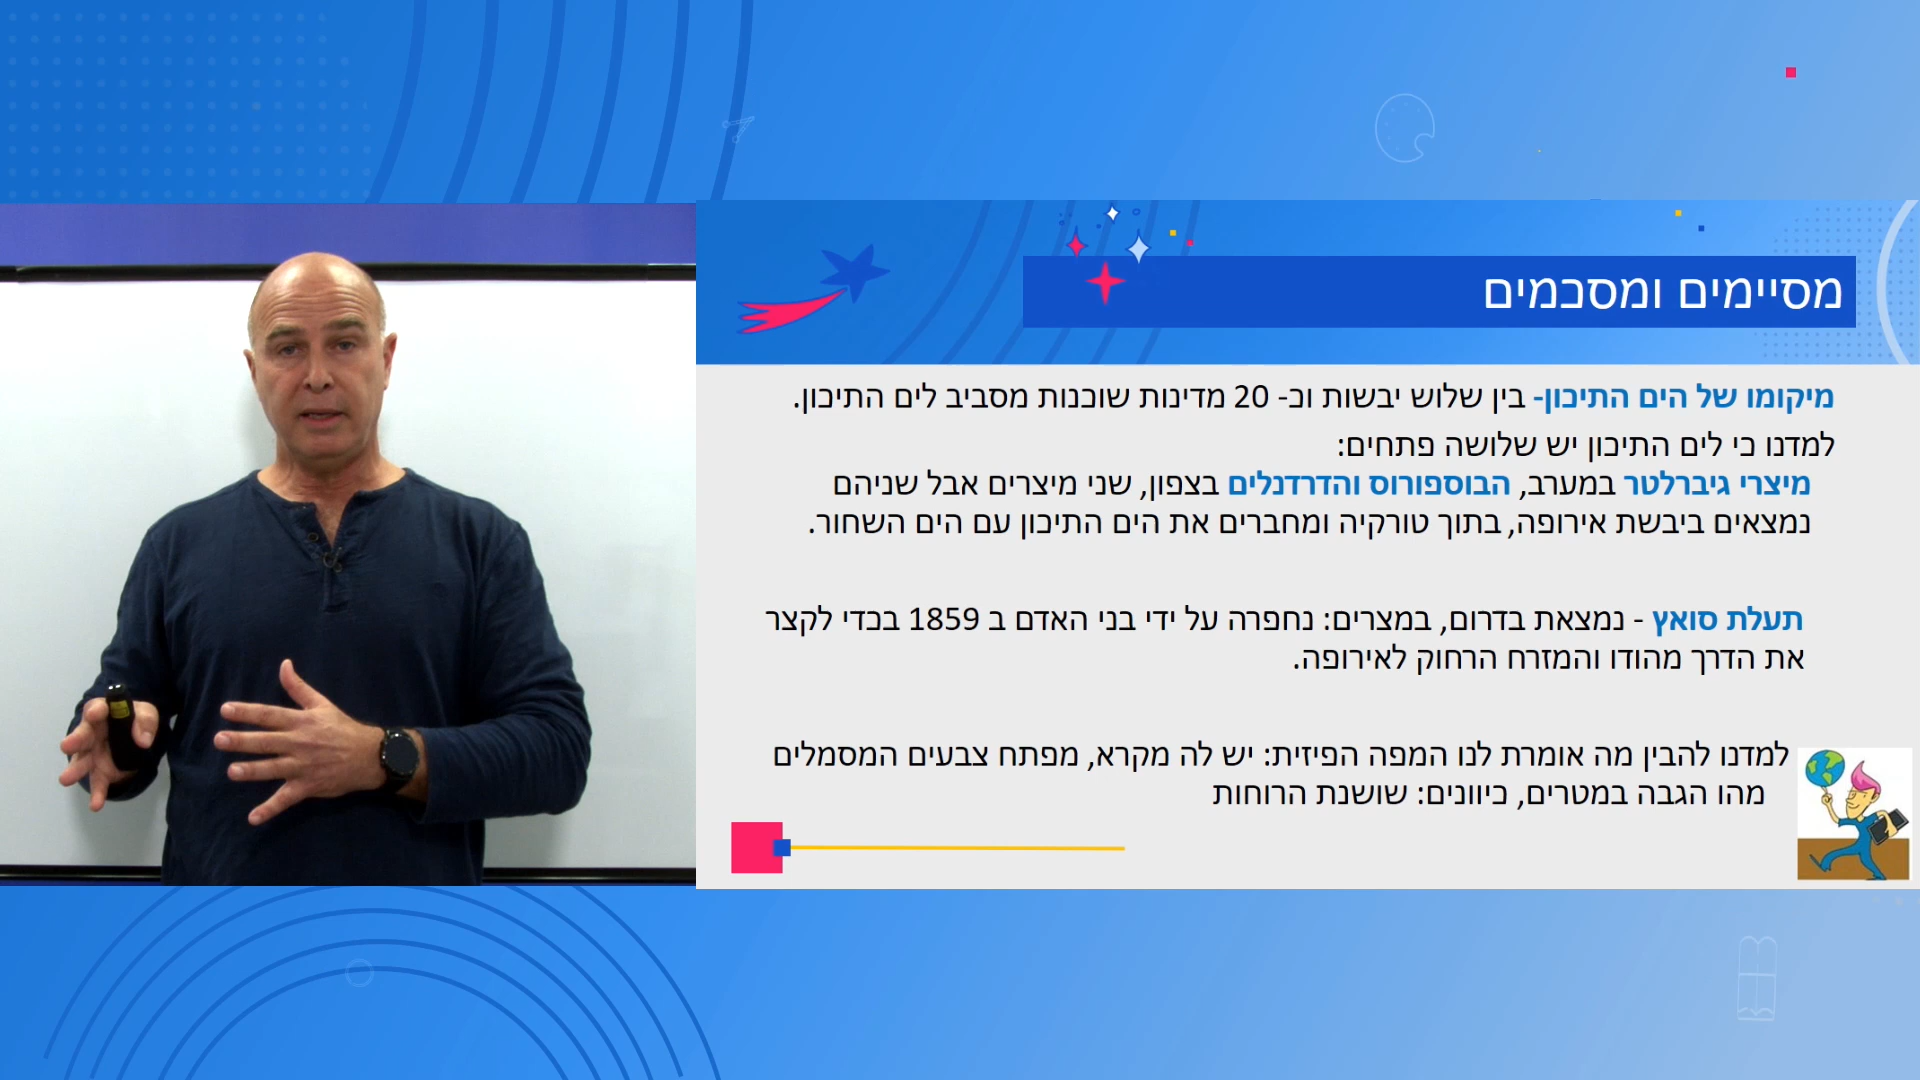 מסיימים ומסכמים
מיקומו של הים התיכון- בין שלוש יבשות וכ- 20 מדינות שוכנות מסביב לים התיכון.
למדנו כי לים התיכון יש שלושה פתחים:
מיצרי גיברלטר במערב, הבוספורוס והדרדנלים בצפון, שני מיצרים אבל שניהם
נמצאים ביבשת אירופה, בתוך טורקיה ומחברים את הים התיכון עם הים השחור.
תעלת סואץ - נמצאת בדרום, במצרים: נחפרה על ידי בני האדם ב 1859 בכדי לקצר
את הדרך מהודו והמזרח הרחוק לאירופה.
למדנו להבין מה אומרת לנו המפה הפיזית: יש לה מקרא, מפתח צבעים המסמלים
מהו הגבה במטרים, כיוונים: שושנת הרוחות